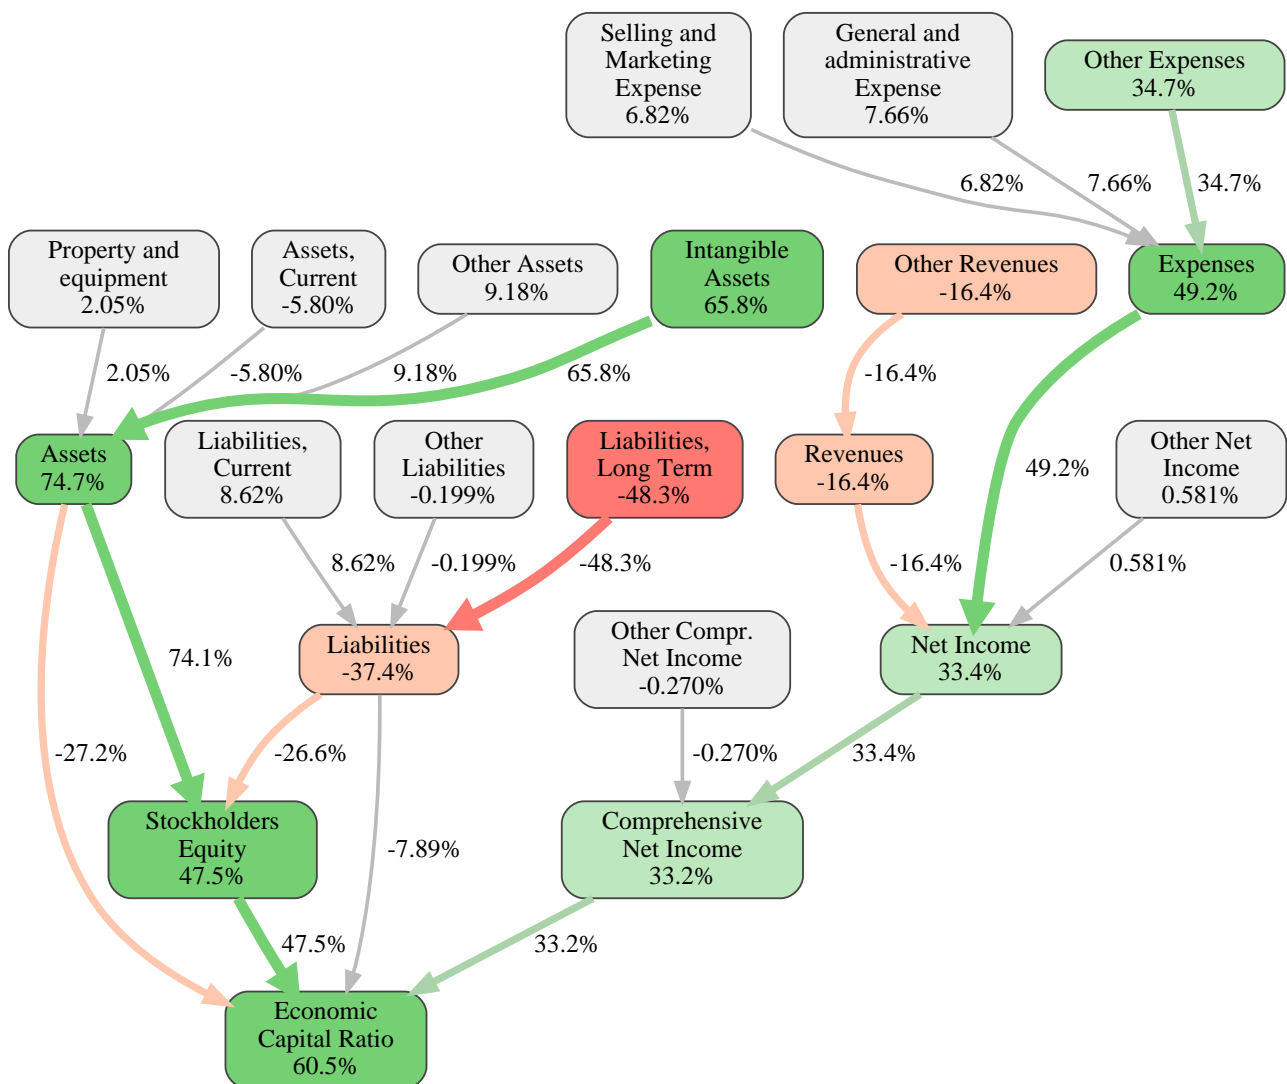 Selling and
Marketing
Expense
6.82%
General and
administrative
Expense
7.66%
Other Expenses
34.7%
6.82%
7.66%
34.7%
Property and
equipment
2.05%
Assets,
Current
-5.80%
Other Assets
9.18%
Intangible
Assets
65.8%
Other Revenues
-16.4%
Expenses
49.2%
2.05%
-5.80%
9.18%
65.8%
-16.4%
Assets
74.7%
Liabilities,
Current
8.62%
Other
Liabilities
-0.199%
Liabilities,
Long Term
-48.3%
Revenues
-16.4%
49.2%
Other Net
Income
0.581%
8.62%
-0.199%
-48.3%
-16.4%
0.581%
74.1%
Liabilities
-37.4%
Other Compr.
Net Income
-0.270%
Net Income
33.4%
-27.2%
-26.6%
-0.270%
33.4%
Stockholders
Equity
47.5%
-7.89%
Comprehensive
Net Income
33.2%
47.5%
33.2%
Economic
Capital Ratio
60.5%